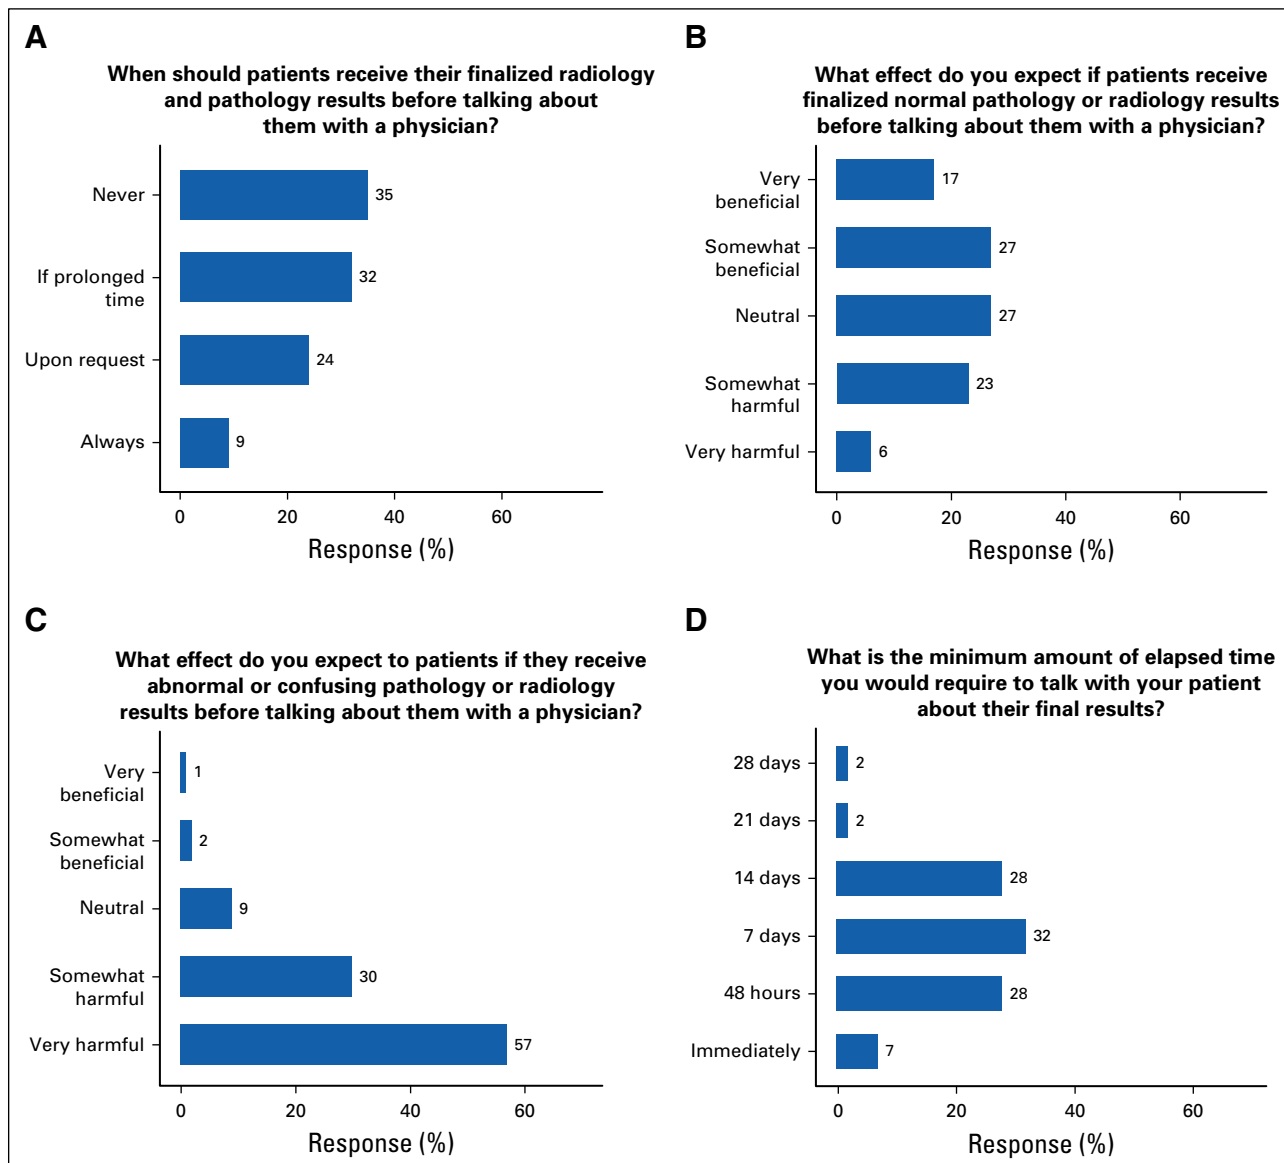 A
When should patients receive their finalized radiology
and pathology results before talking about
them with a physician?
Never
35
If prolonged
time
32
Upon request
24
Always
9
0 20 40 60
Response (%)
B
What effect do you expect if patients receive
finalized normal pathology or radiology results
before talking about them with a physician?
Very
beneficial
17
Somewhat
beneficial
27
Neutral
27
Somewhat
harmful
23
Very harmful
6
0 20 40 60
Response (%)
C
What effect do you expect to patients if they receive
abnormal or confusing pathology or radiology
results before talking about them with a physician?
Very
beneficial
1
Somewhat
beneficial
2
Neutral
9
Somewhat
harmful
30
Very harmful
57
0 20 40 60
Response (%)
D
What is the minimum amount of elapsed time
you would require to talk with your patient
about their final results?
28 days
2
21 days
2
14 days
28
7 days
32
48 hours
28
Immediately
7
0 20 40 60
Response (%)